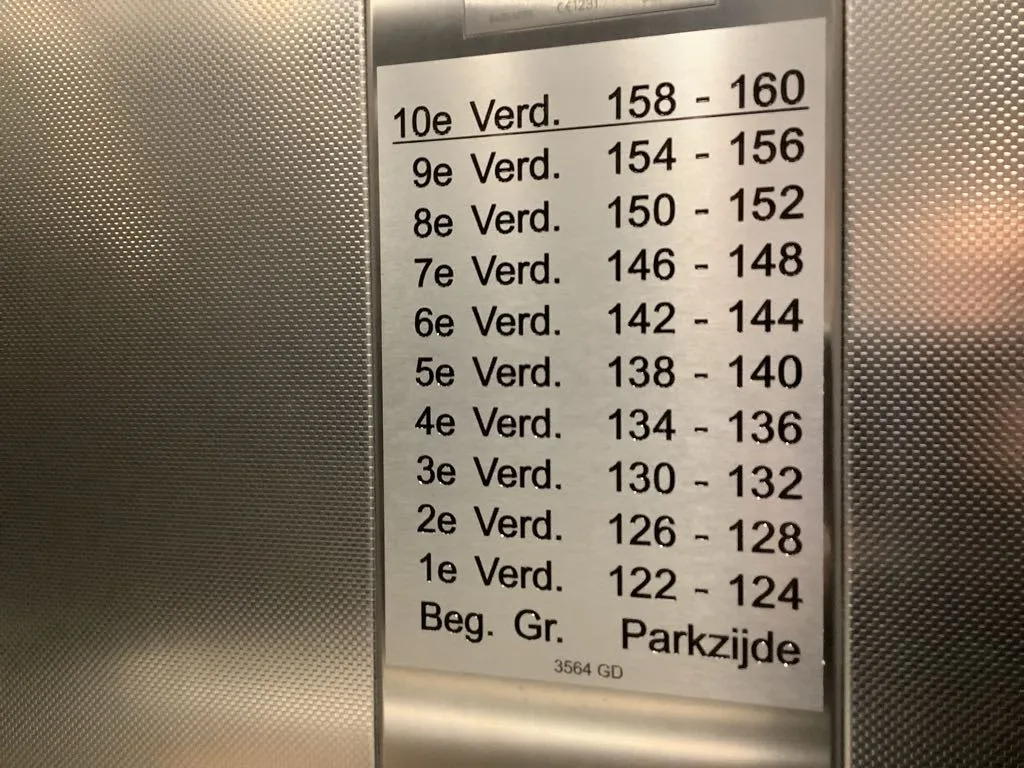 10e Verd. 158 - 160
9e Verd. 154 - 156
8e Verd. 150 - 152
7e Verd. 146 - 148
6e Verd. 142 - 144
5e Verd. 138 - 140
4e Verd. 134 - 136
3e Verd. 130 - 132
2e Verd. 126 - 128
1e Verd. 122 - 124
Beg. Gr. Parkzijde
3564 GD